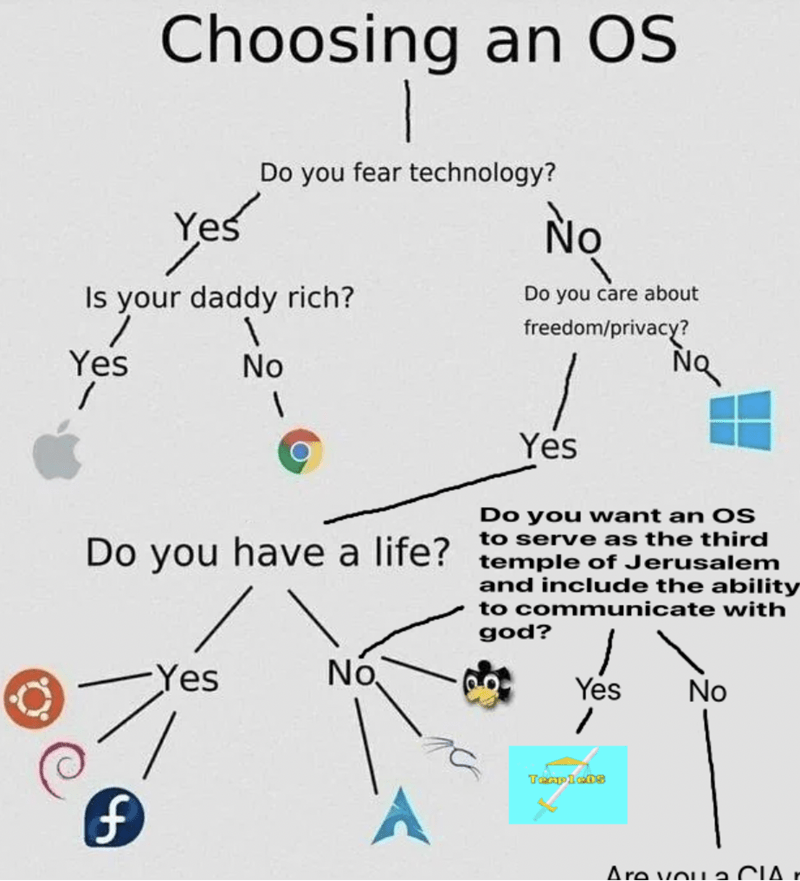 Choosing an OS
Do you fear technology?
Yes
No
Is your daddy rich?
Do you care about
freedom/privacy?
Yes
No
No
Yes
Do you have a life?
Do you want an OS
to serve as the third
temple of Jerusalem
and include the ability
to communicate with
god?
Yes
No
Yes
No
TempleOS
Are you a CIA